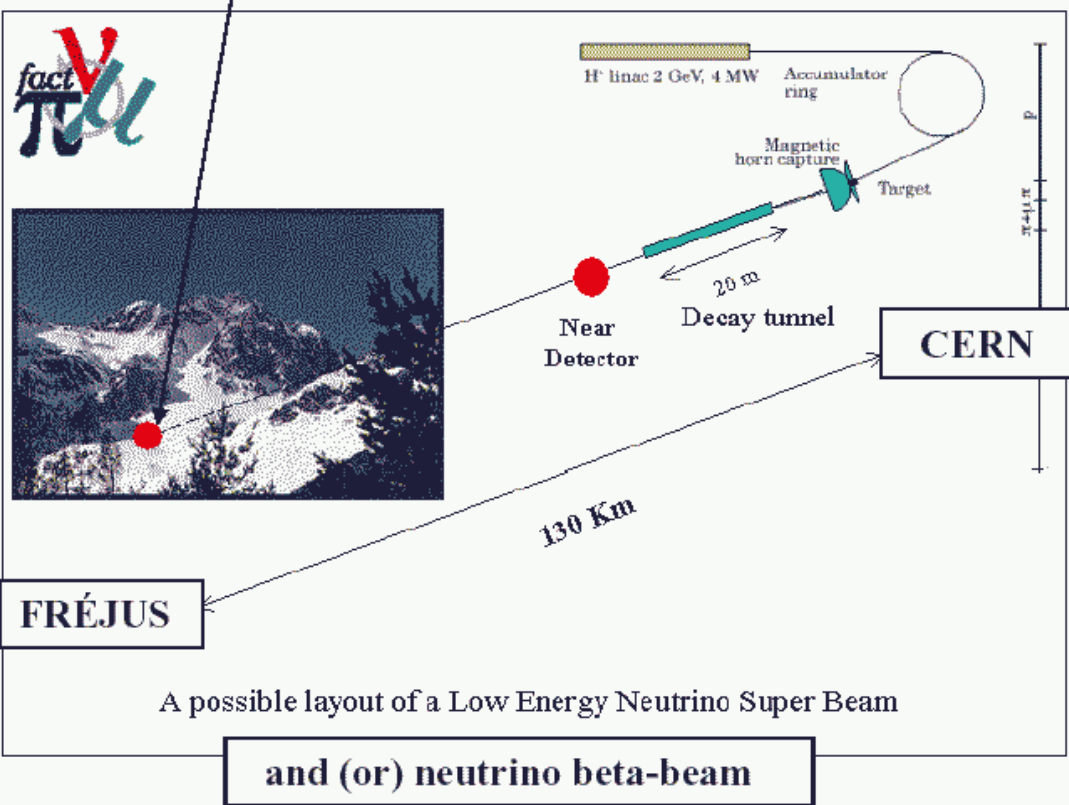 fact
πνμ
H⁻ linac 2 GeV, 4 MW
Accumulator
ring
p
Magnetic
horn capture
Target
π→μ
20 m
Decay tunnel
Near
Detector
CERN
130 Km
FRÉJUS
A possible layout of a Low Energy Neutrino Super Beam
and (or) neutrino beta-beam